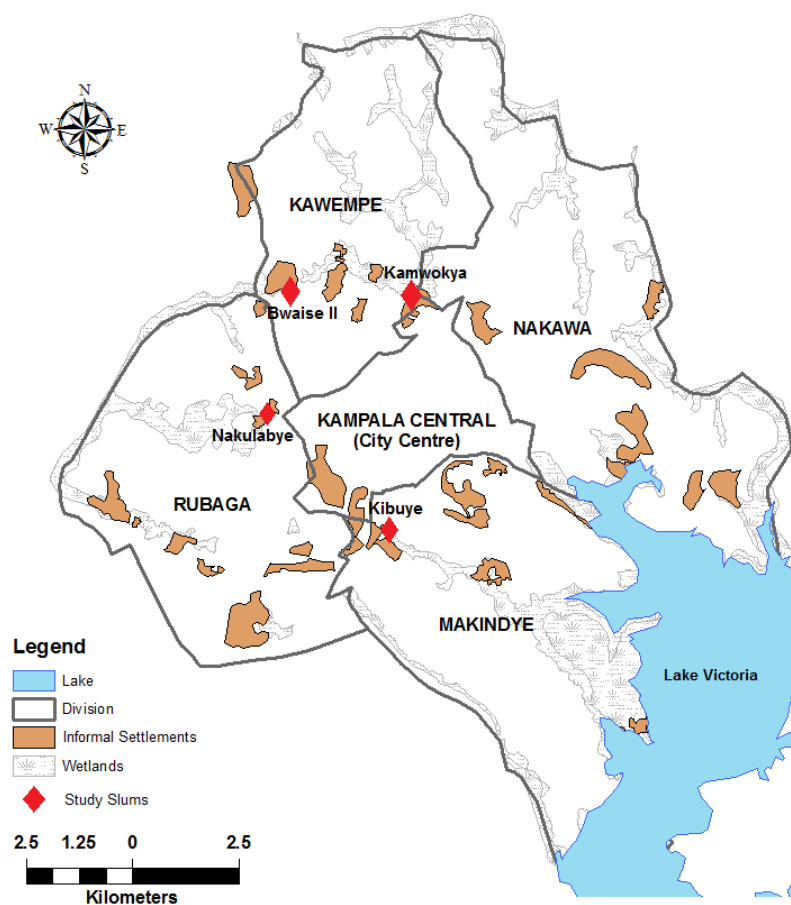 N
W
E
S
KAWEMPE
Kamwokya
Bwaise II
NAKAWA
KAMPALA CENTRAL
(City Centre)
Nakulabye
RUBAGA
Kibuye
MAKINDYE
Lake Victoria
Legend
Lake
Division
Informal Settlements
Wetlands
Study Slums
2.5 1.25 0 2.5
Kilometers